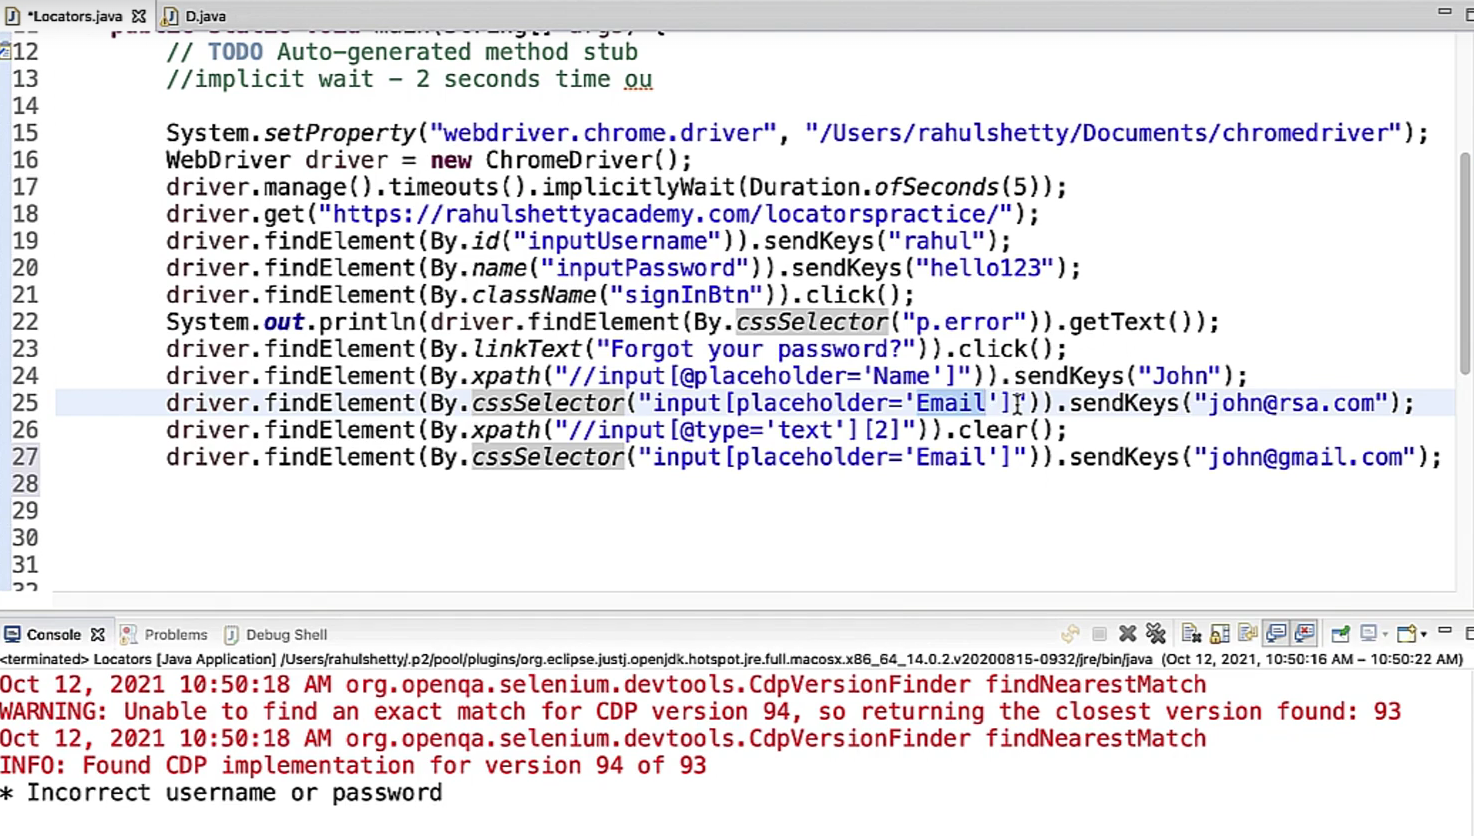 *Locators.java D.java
12 // TODO Auto-generated method stub
13 //implicit wait – 2 seconds time ou
14
15 System.setProperty("webdriver.chrome.driver", "/Users/rahulshetty/Documents/chromedriver");
16 WebDriver driver = new ChromeDriver();
17 driver.manage().timeouts().implicitlyWait(Duration.ofSeconds(5));
18 driver.get("https://rahulshettyacademy.com/locatorspractice/");
19 driver.findElement(By.id("inputUsername")).sendKeys("rahul");
20 driver.findElement(By.name("inputPassword")).sendKeys("hello123");
21 driver.findElement(By.className("signInBtn")).click();
22 System.out.println(driver.findElement(By.cssSelector("p.error")).getText());
23 driver.findElement(By.linkText("Forgot your password?")).click();
24 driver.findElement(By.xpath("//input[@placeholder='Name']")).sendKeys("John");
25 driver.findElement(By.cssSelector("input[placeholder='Email']")).sendKeys("john@rsa.com");
26 driver.findElement(By.xpath("//input[@type='text'][2]")).clear();
27 driver.findElement(By.cssSelector("input[placeholder='Email']")).sendKeys("john@gmail.com");
28
29
30
31
Console Problems Debug Shell
<terminated> Locators [Java Application] /Users/rahulshetty/.p2/pool/plugins/org.eclipse.justj.openjdk.hotspot.jre.full.macosx.x86_64_14.0.2.v20200815-0932/jre/bin/java (Oct 12, 2021, 10:50:16 AM – 10:50:22 AM)
Oct 12, 2021 10:50:18 AM org.openqa.selenium.devtools.CdpVersionFinder findNearestMatch
WARNING: Unable to find an exact match for CDP version 94, so returning the closest version found: 93
Oct 12, 2021 10:50:18 AM org.openqa.selenium.devtools.CdpVersionFinder findNearestMatch
INFO: Found CDP implementation for version 94 of 93
* Incorrect username or password